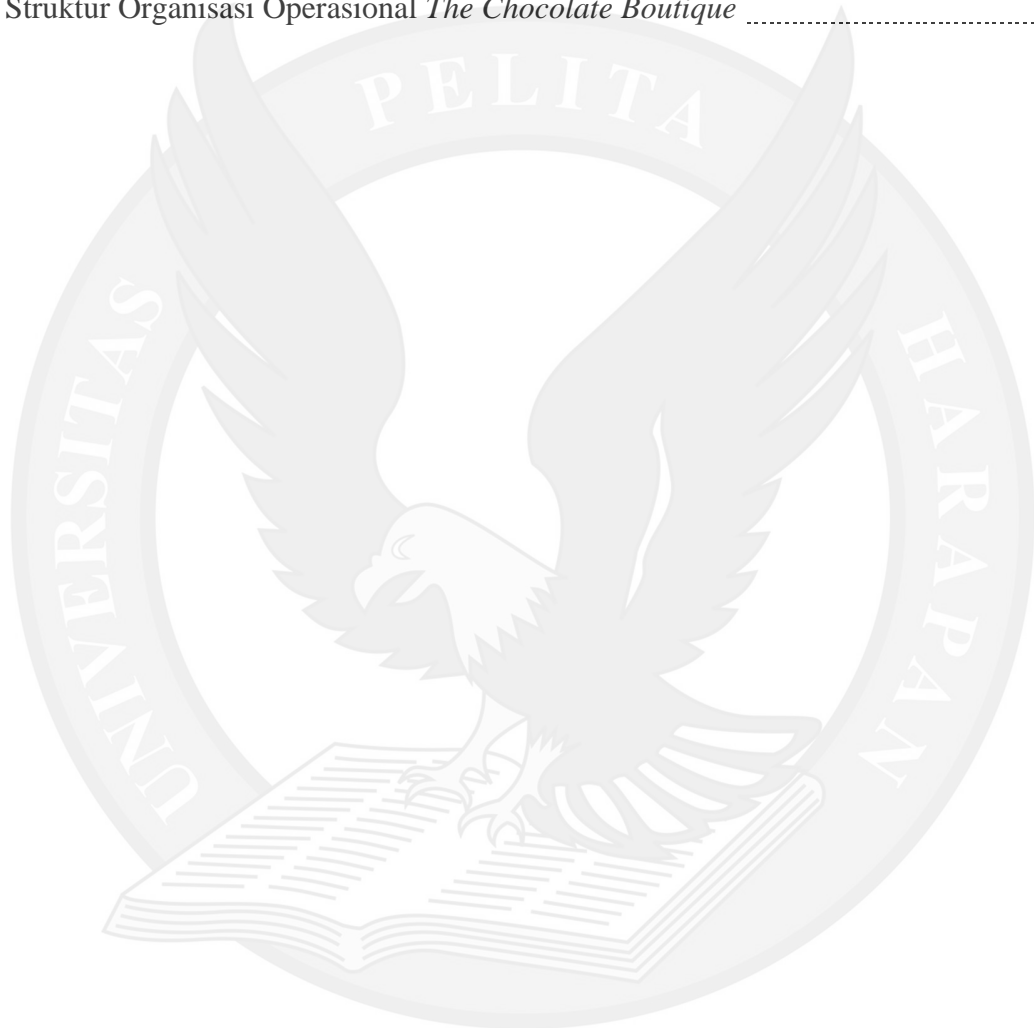 Struktur Organisasi Operasional The Chocolate Boutique
UNIVERSITAS PELITA HARAPAN